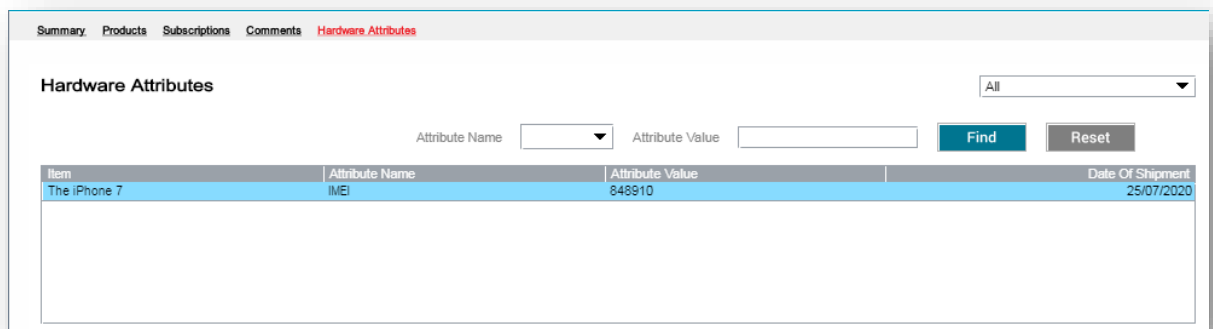 Summary Products Subscriptions Comments Hardware Attributes
Hardware Attributes All
Attribute Name Attribute Value Find Reset
Item Attribute Name Attribute Value Date Of Shipment
The iPhone 7 IMEI 848910 25/07/2020